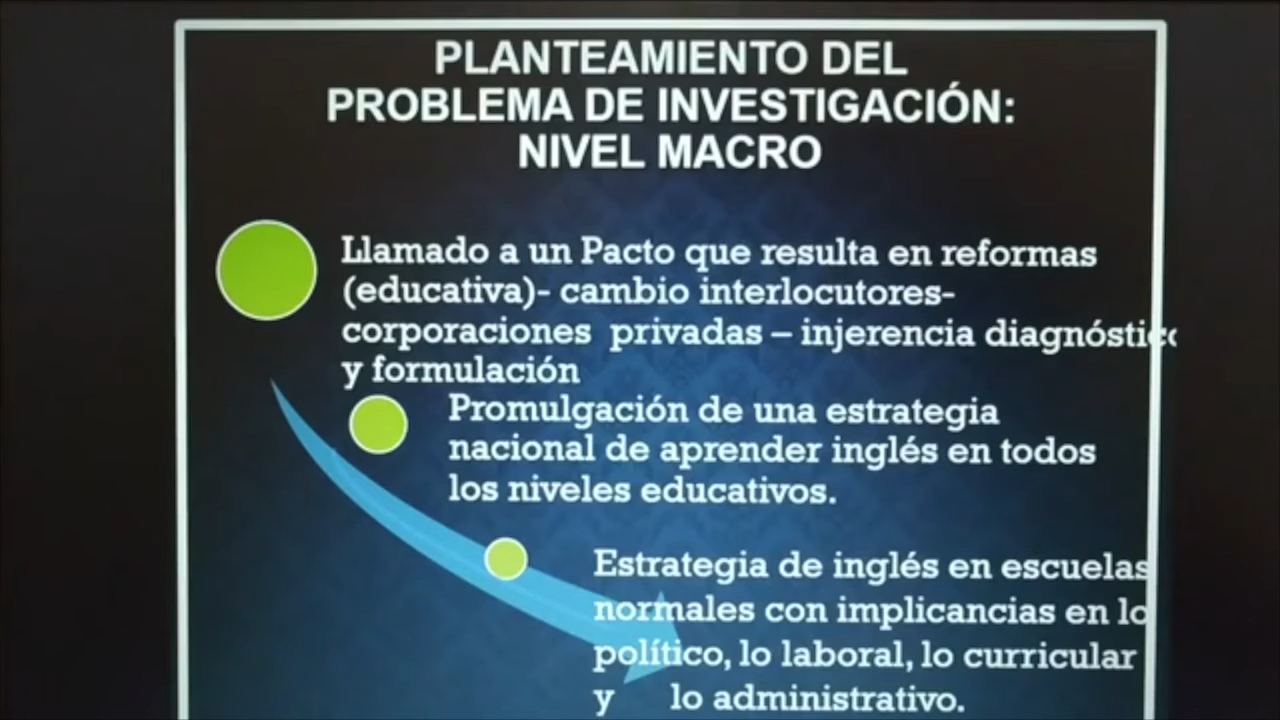 PLANTEAMIENTO DEL
PROBLEMA DE INVESTIGACIÓN:
NIVEL MACRO
Llamado a un Pacto que resulta en reformas
(educativa)- cambio interlocutores-
corporaciones privadas – injerencia
y formulación
Promulgación de una estrategia
nacional de aprender inglés en todos
los niveles educativos.
Estrategia de inglés en escuelas
normales con implicancias en lo
político, lo laboral, lo curricular
y lo administrativo.